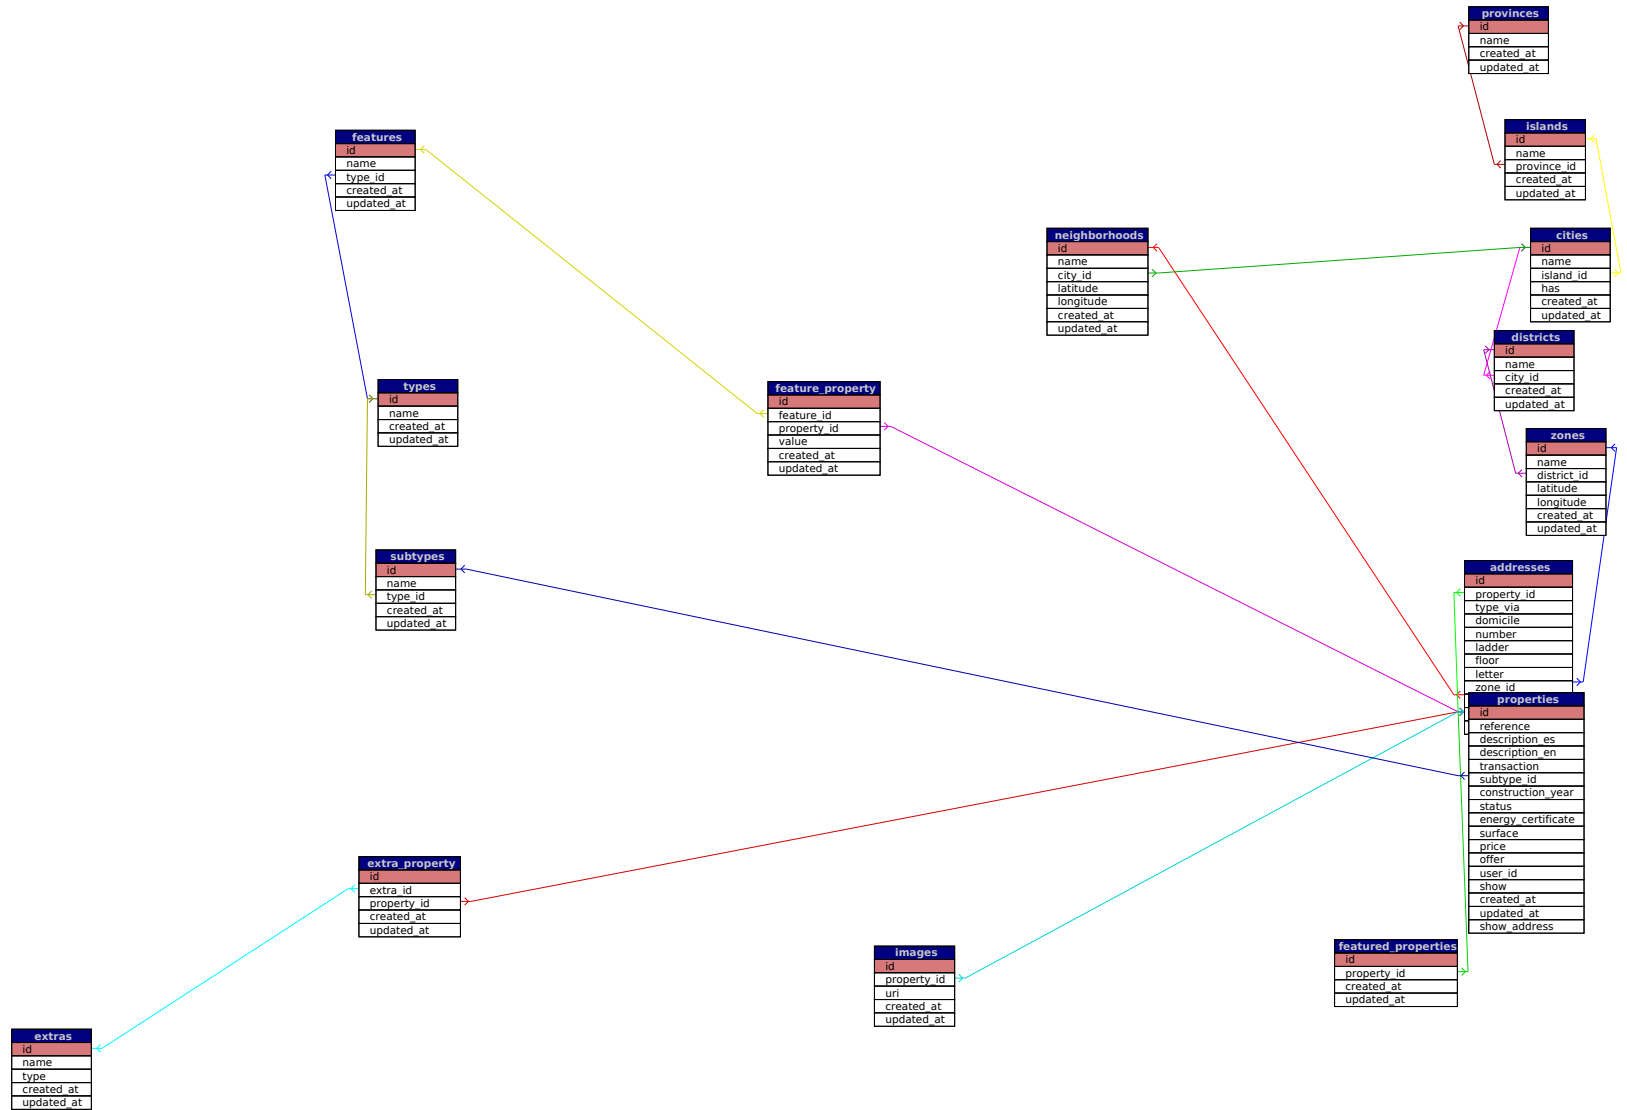 provinces
id
name
created_at
updated_at
islands
id
name
province_id
created_at
updated_at
features
id
name
type_id
created_at
updated_at
neighborhoods
id
name
city_id
latitude
longitude
created_at
updated_at
cities
id
name
island_id
has
created_at
updated_at
districts
id
name
city_id
created_at
updated_at
types
id
name
created_at
updated_at
feature_property
id
feature_id
property_id
value
created_at
updated_at
zones
id
name
district_id
latitude
longitude
created_at
updated_at
subtypes
id
name
type_id
created_at
updated_at
addresses
id
property_id
type_via
domicile
number
ladder
floor
letter
zone_id
properties
id
reference
description_es
description_en
transaction
subtype_id
construction_year
status
energy_certificate
surface
price
offer
user_id
show
created_at
updated_at
show_address
extra_property
id
extra_id
property_id
created_at
updated_at
images
id
property_id
uri
created_at
updated_at
featured_properties
id
property_id
created_at
updated_at
extras
id
name
type
created_at
updated_at